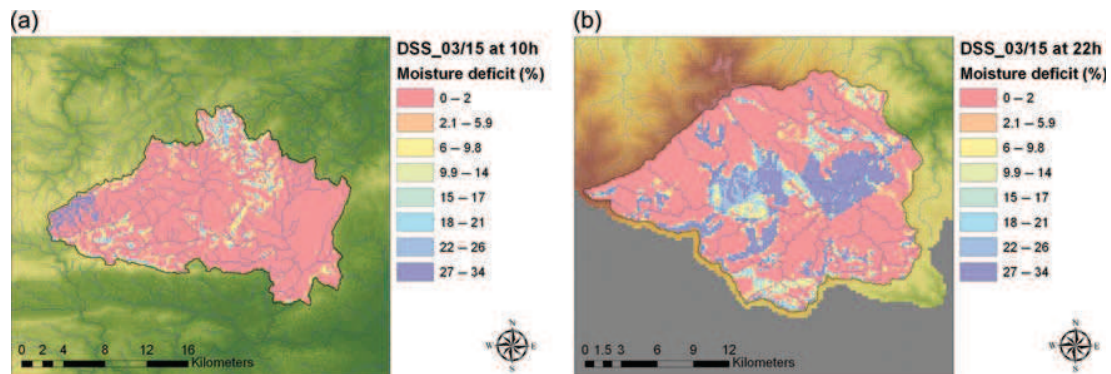 (a)
DSS_03/15 at 10h
Moisture deficit (%)
0 – 2
2.1 – 5.9
6 – 9.8
9.9 – 14
15 – 17
18 – 21
22 – 26
27 – 34
N
W E
S
0 2 4 8 12 16
Kilometers
(b)
DSS_03/15 at 22h
Moisture deficit (%)
0 – 2
2.1 – 5.9
6 – 9.8
9.9 – 14
15 – 17
18 – 21
22 – 26
27 – 34
N
W E
S
0 1.5 3 6 9 12
Kilometers